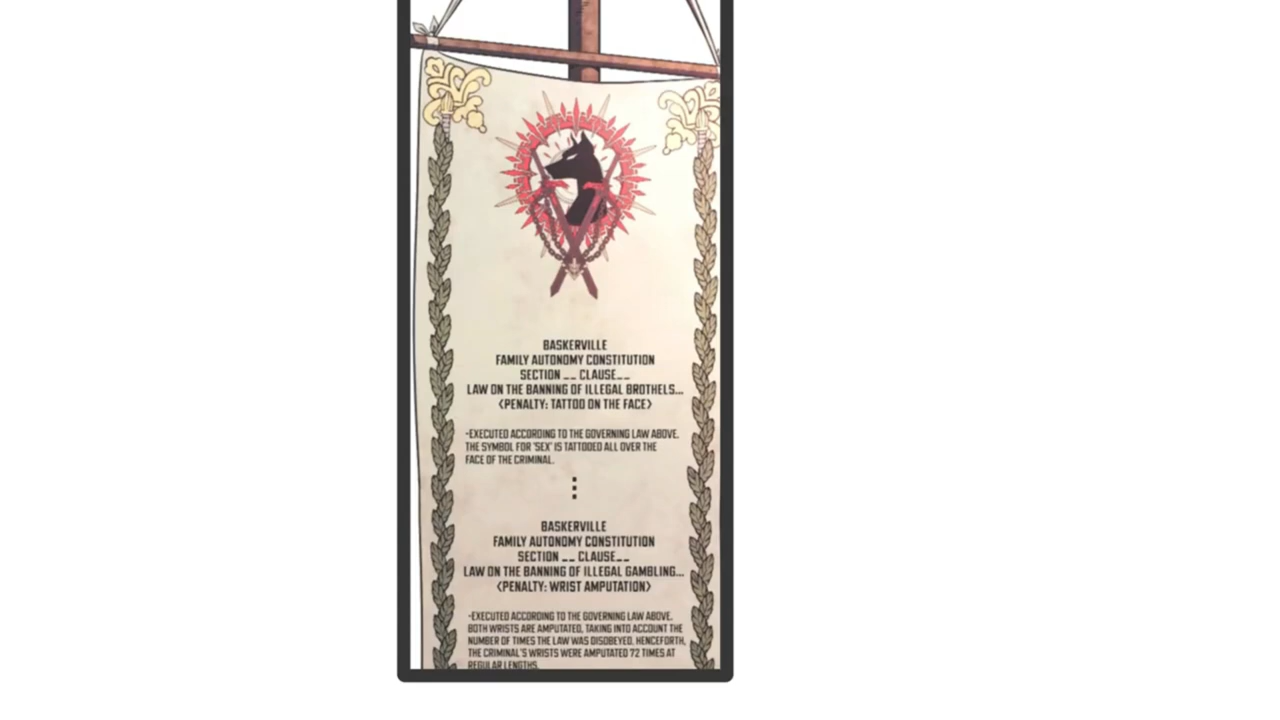 BASKERVILLE
FAMILY AUTONOMY CONSTITUTION
SECTION __ CLAUSE__
LAW ON THE BANNING OF ILLEGAL BROTHELS...
<PENALTY: TATTOO ON THE FACE>
-EXECUTED ACCORDING TO THE GOVERNING LAW ABOVE.
THE SYMBOL FOR 'SEX' IS TATTOOED ALL OVER THE
FACE OF THE CRIMINAL.
BASKERVILLE
FAMILY AUTONOMY CONSTITUTION
SECTION __ CLAUSE__
LAW ON THE BANNING OF ILLEGAL GAMBLING...
<PENALTY: WRIST AMPUTATION>
-EXECUTED ACCORDING TO THE GOVERNING LAW ABOVE.
BOTH WRISTS ARE AMPUTATED, TAKING INTO ACCOUNT THE
NUMBER OF TIMES THE LAW WAS DISOBEYED. HENCEFORTH,
THE CRIMINAL'S WRISTS WERE AMPUTATED 72 TIMES AT
REGULAR LENGTHS.